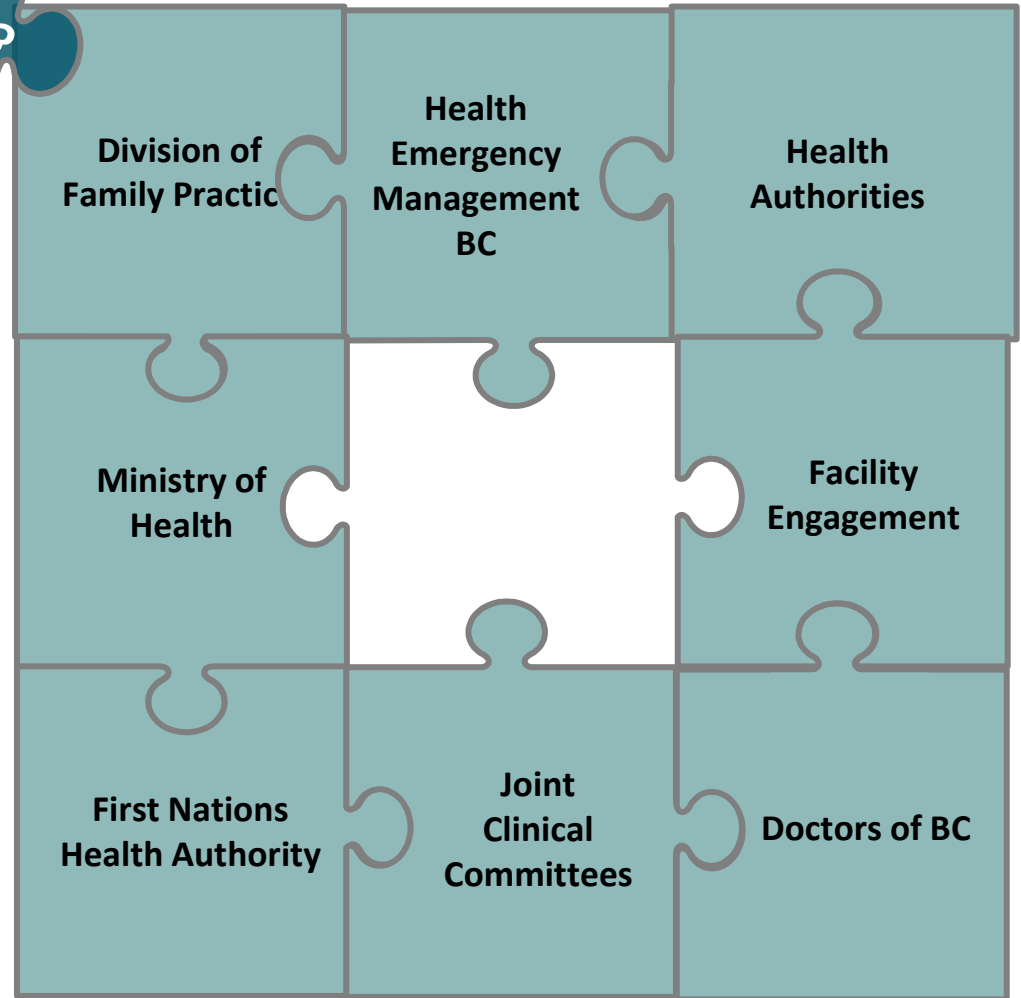 P
Division of
Family Practic
Health
Emergency
Management
BC
Health
Authorities
Ministry of
Health
Facility
Engagement
First Nations
Health Authority
Joint
Clinical
Committees
Doctors of BC